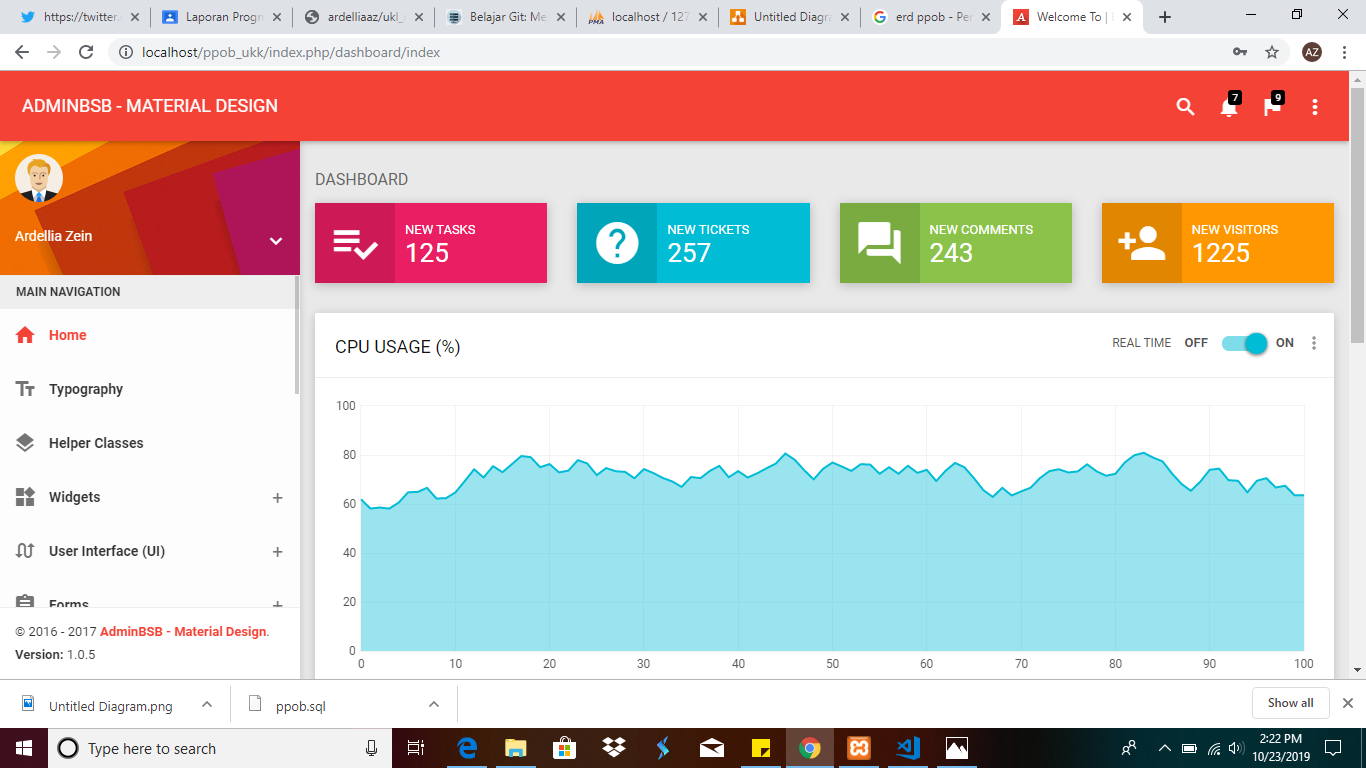 https://twitter.
Laporan Progr
ardelliaaz/ukl_
Belajar Git: Me
localhost / 127
Untitled Diagra
erd ppob - Per
Welcome To |
localhost/ppob_ukk/index.php/dashboard/index
AZ
ADMINBSB - MATERIAL DESIGN
7
9
Ardellia Zein
MAIN NAVIGATION
Home
Typography
Helper Classes
Widgets +
User Interface (UI) +
Forms +
© 2016 - 2017 AdminBSB - Material Design.
Version: 1.0.5
DASHBOARD
NEW TASKS
125
NEW TICKETS
257
NEW COMMENTS
243
NEW VISITORS
1225
CPU USAGE (%)
REAL TIME OFF ON
100
80
60
40
20
0
0 10 20 30 40 50 60 70 80 90 100
Untitled Diagram.png
ppob.sql
Show all
Type here to search
2:22 PM
10/23/2019